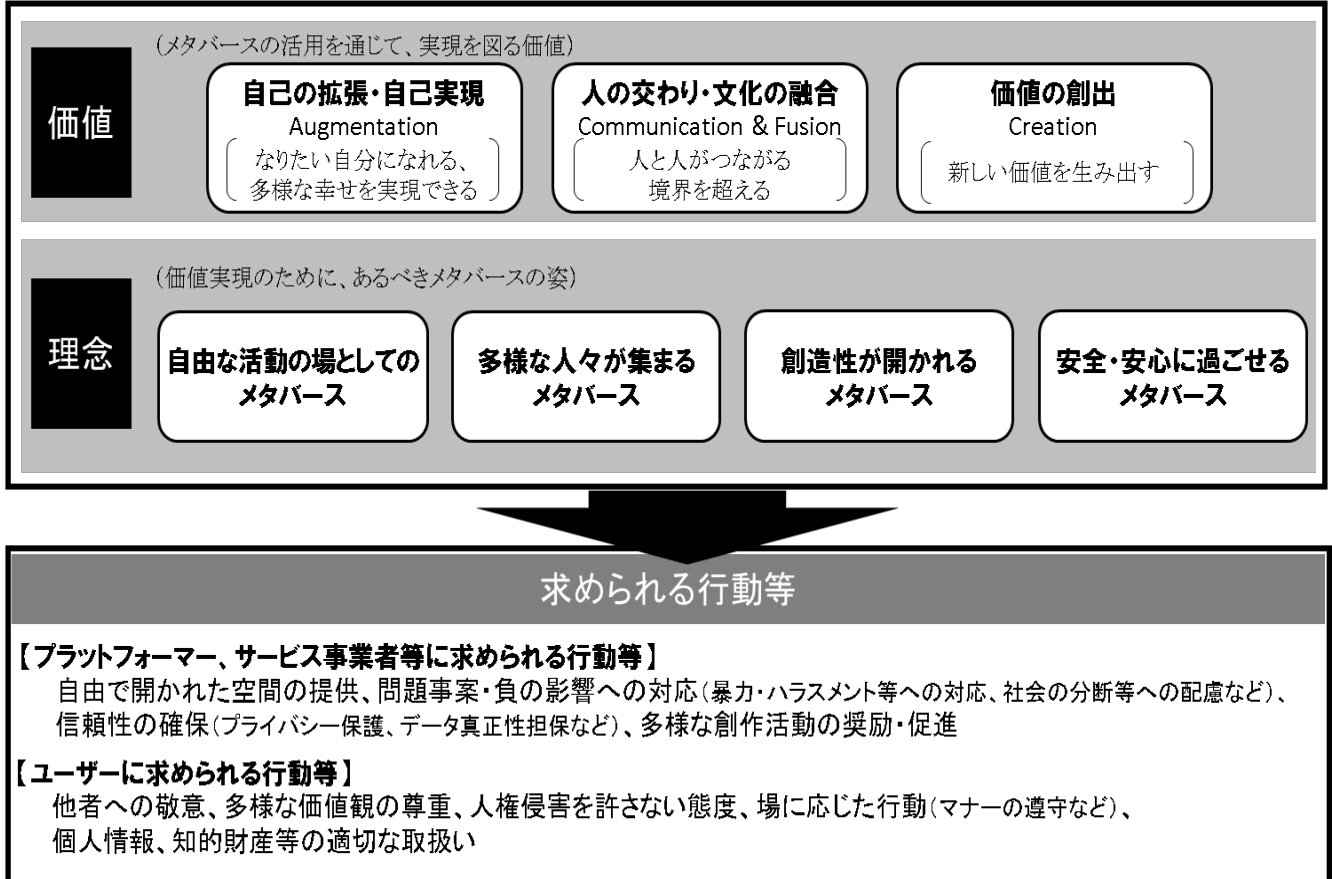 (メタバースの活用を通じて、実現を図る価値)
価値
自己の拡張・自己実現
Augmentation
なりたい自分になれる、
多様な幸せを実現できる
人の交わり・文化の融合
Communication & Fusion
人と人がつながる
境界を超える
価値の創出
Creation
新しい価値を生み出す
(価値実現のために、あるべきメタバースの姿)
理念
自由な活動の場としての
メタバース
多様な人々が集まる
メタバース
創造性が開かれる
メタバース
安全・安心に過ごせる
メタバース
求められる行動等
【プラットフォーマー、サービス事業者等に求められる行動等】
自由で開かれた空間の提供、問題事案・負の影響への対応(暴力・ハラスメント等への対応、社会の分断等への配慮など)、
信頼性の確保(プライバシー保護、データ真正性担保など)、多様な創作活動の奨励・促進
【ユーザーに求められる行動等】
他者への敬意、多様な価値観の尊重、人権侵害を許さない態度、場に応じた行動(マナーの遵守など)、
個人情報、知的財産等の適切な取扱い